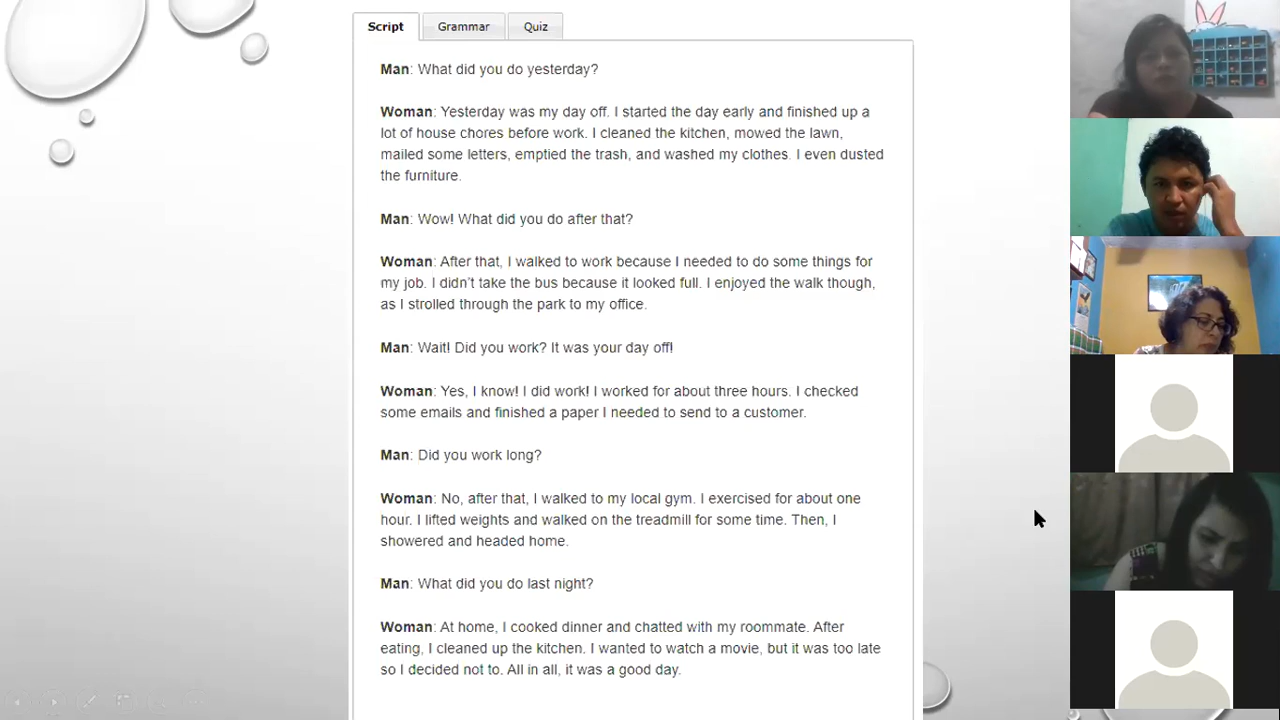 Script Grammar Quiz
Man: What did you do yesterday?
Woman: Yesterday was my day off. I started the day early and finished up a
lot of house chores before work. I cleaned the kitchen, mowed the lawn,
mailed some letters, emptied the trash, and washed my clothes. I even dusted
the furniture.
Man: Wow! What did you do after that?
Woman: After that, I walked to work because I needed to do some things for
my job. I didn't take the bus because it looked full. I enjoyed the walk though,
as I strolled through the park to my office.
Man: Wait! Did you work? It was your day off!
Woman: Yes, I know! I did work! I worked for about three hours. I checked
some emails and finished a paper I needed to send to a customer.
Man: Did you work long?
Woman: No, after that, I walked to my local gym. I exercised for about one
hour. I lifted weights and walked on the treadmill for some time. Then, I
showered and headed home.
Man: What did you do last night?
Woman: At home, I cooked dinner and chatted with my roommate. After
eating, I cleaned up the kitchen. I wanted to watch a movie, but it was too late
so I decided not to. All in all, it was a good day.